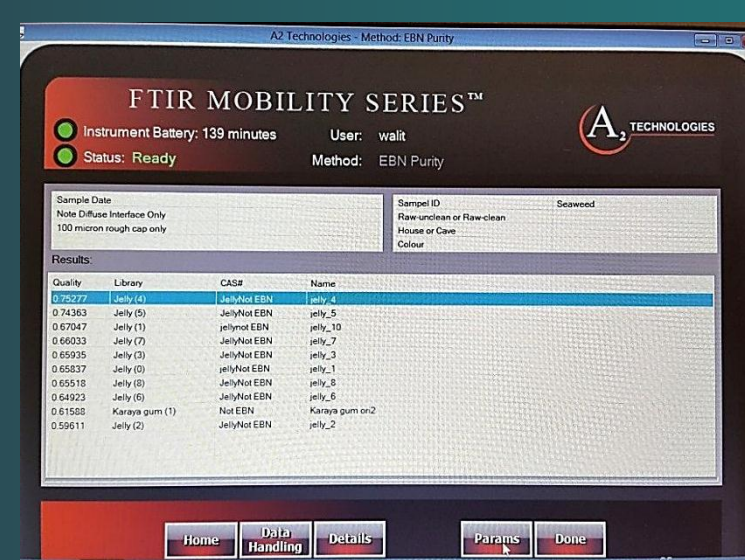 A2 Technologies - Method: EBN Purity
FTIR MOBILITY SERIES™
Instrument Battery: 139 minutes
User: walit
Status: Ready
Method: EBN Purity
A2 TECHNOLOGIES
Sample Date
Note Diffuse Interface Only
100 micron rough cap only
Sampel ID Seaweed
Raw-unclean or Raw-clean
House or Cave
Colour
Results:
Quality Library CAS# Name
0.75277 Jelly (4) JellyNot EBN jelly_4
0.74363 Jelly (5) JellyNot EBN jelly_5
0.67047 Jelly (1) jellynot EBN jelly_10
0.66033 Jelly (7) JellyNot EBN jelly_7
0.65935 Jelly (3) JellyNot EBN jelly_3
0.65837 Jelly (0) jellyNot EBN jelly_1
0.65518 Jelly (8) JellyNot EBN jelly_8
0.64923 Jelly (6) JellyNot EBN jelly_6
0.61588 Karaya gum (1) Not EBN Karaya gum ori2
0.59611 Jelly (2) JellyNot EBN jelly_2
Home
Data Handling
Details
Params
Done